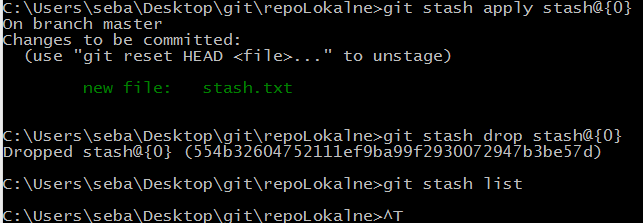 C:\Users\seba\Desktop\git\repoLokalne>git stash apply stash@{0}
On branch master
Changes to be committed:
  (use "git reset HEAD <file>..." to unstage)
        new file:   stash.txt
C:\Users\seba\Desktop\git\repoLokalne>git stash drop stash@{0}
Dropped stash@{0} (554b32604752111ef9ba99f2930072947b3be57d)
C:\Users\seba\Desktop\git\repoLokalne>git stash list
C:\Users\seba\Desktop\git\repoLokalne>^T